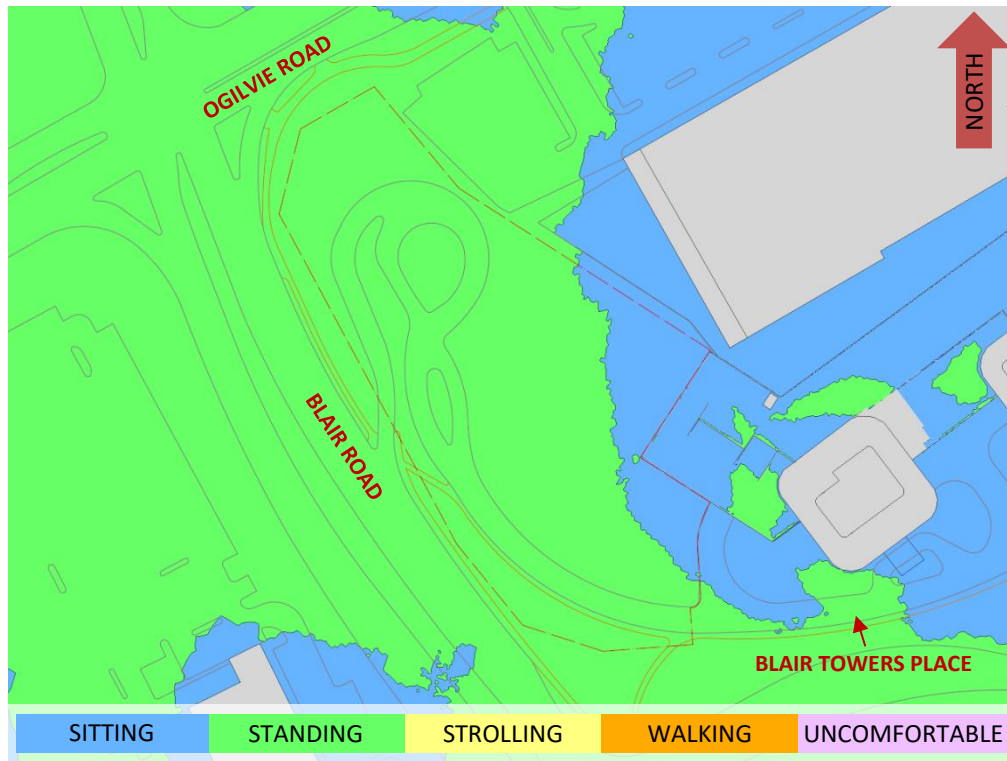 OGILVIE ROAD
NORTH
BLAIR ROAD
BLAIR TOWERS PLACE
SITTING
STANDING
STROLLING
WALKING
UNCOMFORTABLE